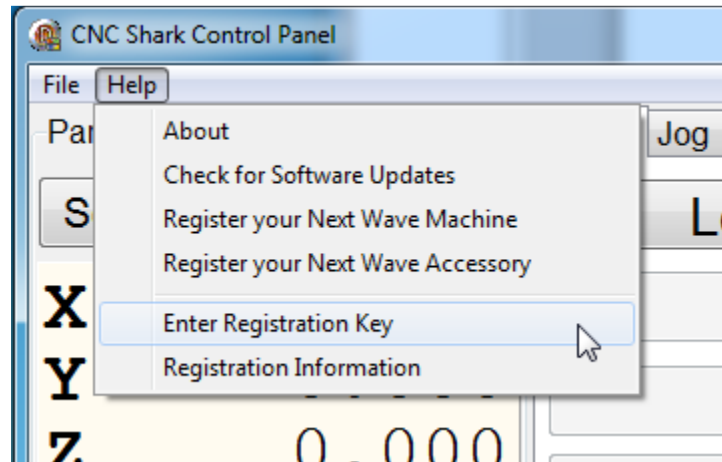 CNC Shark Control Panel
File Help
About
Jog
Check for Software Updates
Register your Next Wave Machine
Register your Next Wave Accessory
X
Enter Registration Key
Registration Information
Y
Z 0.000